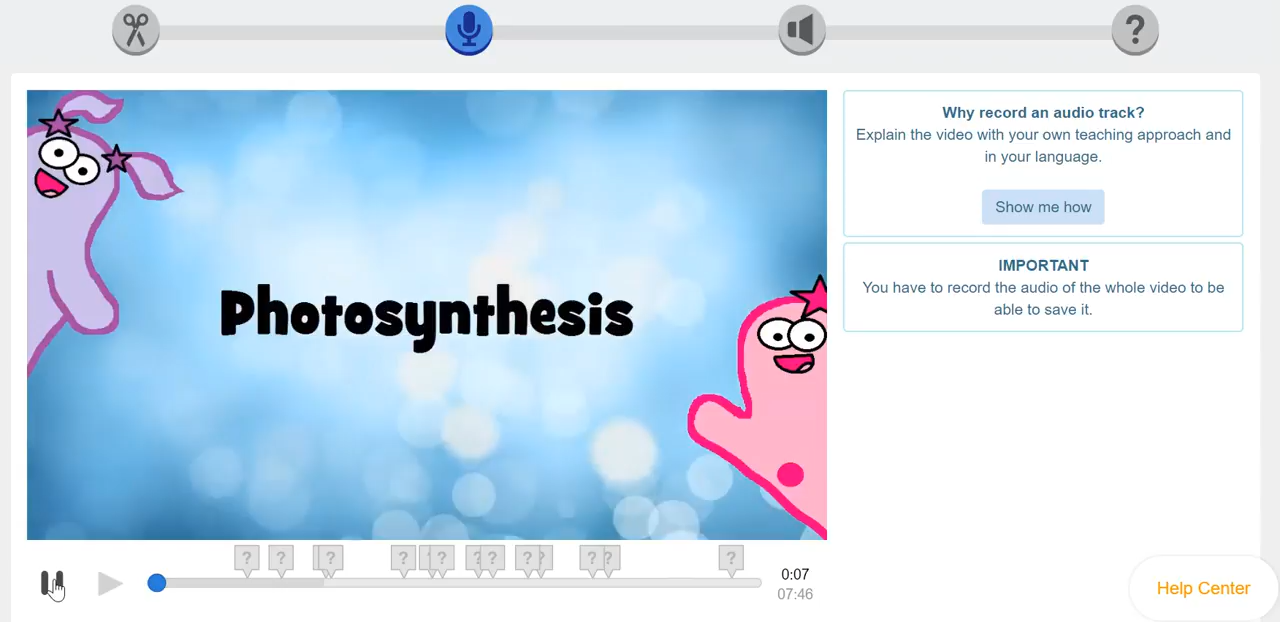 ?
Photosynthesis
Why record an audio track?
Explain the video with your own teaching approach and
in your language.
Show me how
IMPORTANT
You have to record the audio of the whole video to be
able to save it.
? ? ? ? ? ? ? ? ? ? ? ?
0:07
07:46
Help Center